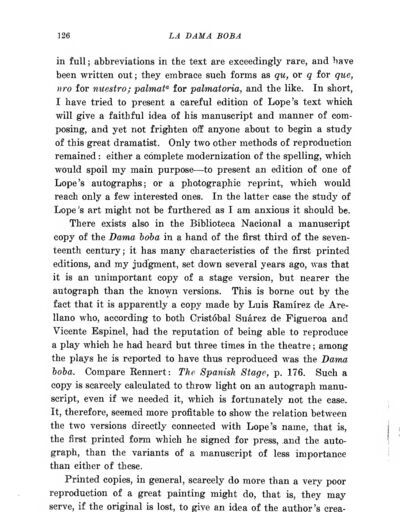 126 LA DAMA BOBA
in full; abbreviations in the text are exceedingly rare, and have
been written out; they embrace such forms as qu, or q for que,
nro for nuestro; palmatª for palmatoria, and the like. In short,
I have tried to present a careful edition of Lope's text which
will give a faithful idea of his manuscript and manner of com-
posing, and yet not frighten off anyone about to begin a study
of this great dramatist. Only two other methods of reproduction
remained: either a complete modernization of the spelling, which
would spoil my main purpose—to present an edition of one of
Lope's autographs; or a photographic reprint, which would
reach only a few interested ones. In the latter case the study of
Lope's art might not be furthered as I am anxious it should be.
There exists also in the Biblioteca Nacional a manuscript
copy of the Dama boba in a hand of the first third of the seven-
teenth century; it has many characteristics of the first printed
editions, and my judgment, set down several years ago, was that
it is an unimportant copy of a stage version, but nearer the
autograph than the known versions. This is borne out by the
fact that it is apparently a copy made by Luis Ramírez de Are-
llano who, according to both Cristóbal Suárez de Figueroa and
Vicente Espinel, had the reputation of being able to reproduce
a play which he had heard but three times in the theatre; among
the plays he is reported to have thus reproduced was the Dama
boba. Compare Rennert: The Spanish Stage, p. 176. Such a
copy is scarcely calculated to throw light on an autograph manu-
script, even if we needed it, which is fortunately not the case.
It, therefore, seemed more profitable to show the relation between
the two versions directly connected with Lope's name, that is,
the first printed form which he signed for press, and the auto-
graph, than the variants of a manuscript of less importance
than either of these.
Printed copies, in general, scarcely do more than a very poor
reproduction of a great painting might do, that is, they may
serve, if the original is lost, to give an idea of the author's crea-